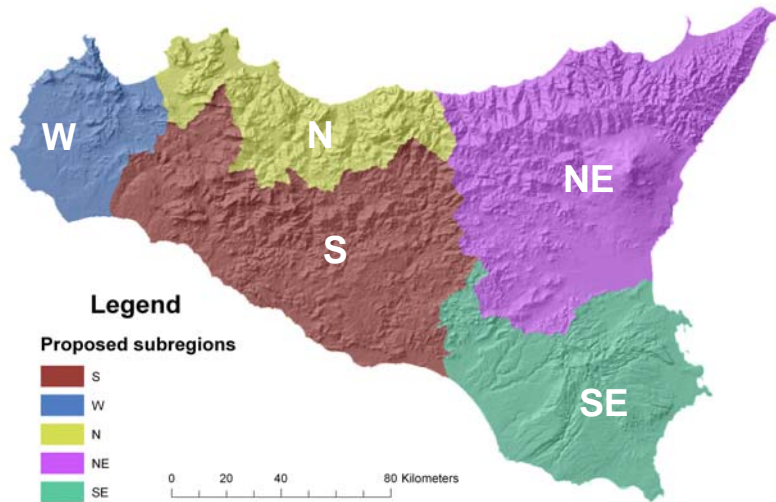 W
N
NE
S
SE
Legend
Proposed subregions
S
W
N
NE
SE
0 20 40 80 Kilometers